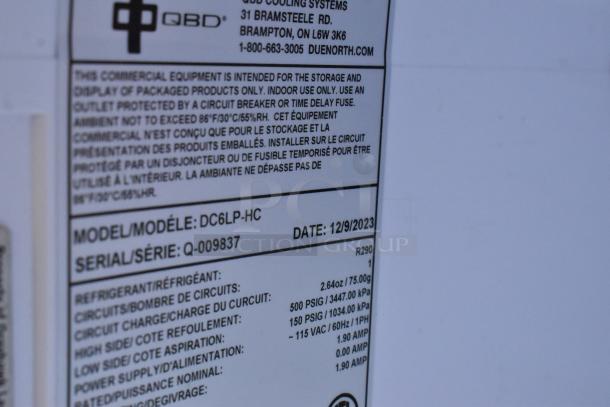 QBD COOLING SYSTEMS
QBD®
31 BRAMSTEELE RD.
BRAMPTON, ON L6W 3K6
1-800-663-3005 DUENORTH.COM
THIS COMMERCIAL EQUIPMENT IS INTENDED FOR THE STORAGE AND
DISPLAY OF PACKAGED PRODUCTS ONLY. INDOOR USE ONLY. USE AN
OUTLET PROTECTED BY A CIRCUIT BREAKER OR TIME DELAY FUSE.
AMBIENT NOT TO EXCEED 86°F/30°C/55%RH. CET ÉQUIPEMENT
COMMERCIAL N'EST CONÇU QUE POUR LE STOCKAGE ET LA
PRÉSENTATION DES PRODUITS EMBALLÉS. INSTALLER SUR LE CIRCUIT
PROTÉGÉ PAR UN DISJONCTEUR OU DE FUSIBLE TEMPORISÉ POUR ÊTRE
UTILISÉ À L'INTÉRIEUR. LA AMBIANTE NE DÉPASSE PAS DE
86°F/30°C/55%HR.
MODEL/MODÉLE: DC6LP-HC
SERIAL/SÉRIE: Q-009837 DATE: 12/9/2023
PCI
AUCTION GROUP
REFRIGERANT/RÉFRIGÉRANT: R290
CIRCUITS/BOMBRE DE CIRCUITS: 1
CIRCUIT CHARGE/CHARGE DU CURCUIT: 2.64oz / 75.00g
HIGH SIDE/ COTE REFOULEMENT: 500 PSIG / 3447.00 kPa
LOW SIDE/ COTE ASPIRATION: 150 PSIG / 1034.00 kPa
POWER SUPPLY/D'ALIMENTATION: ~ 115 VAC / 60Hz / 1PH
RATED/PUISSANCE NOMINAL: 1.90 AMP
/DEGIVRAGE: 0.00 AMP
1.90 AMP